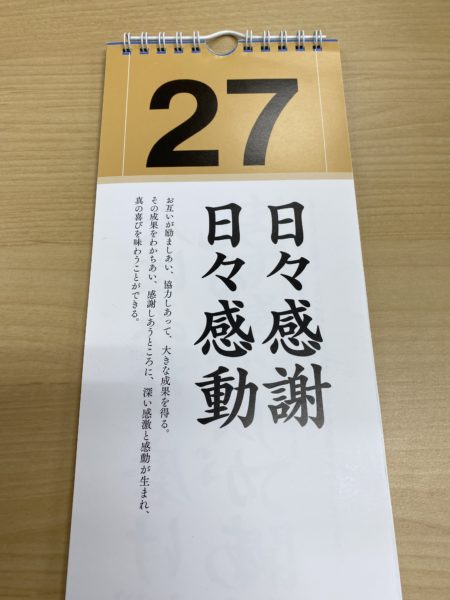 27
日々感謝
日々感動
お互いが励ましあい、協力しあって、大きな成果を得る。
その成果をわかちあい、感謝しあうところに、深い感激と感動が生まれ、
真の喜びを味わうことができる。